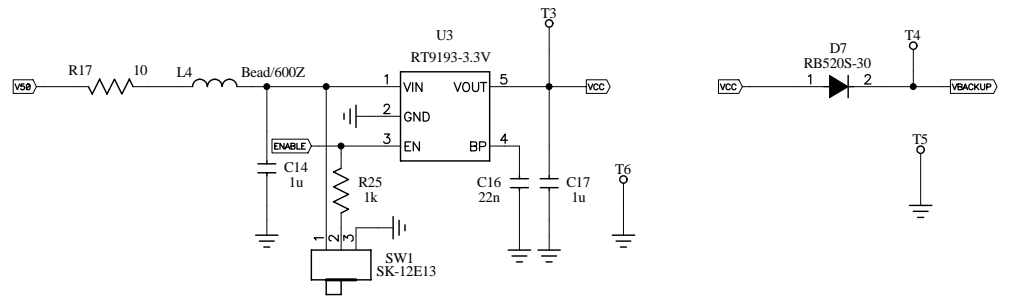 T3
U3
RT9193-3.3V
D7
RB520S-30
T4
R17 10 L4 Bead/600Z
V50
1 VIN VOUT 5
VCC
VCC
1 2
VBACKUP
2 GND
ENABLE
3 EN BP 4
T5
C14
1u
R25
1k
C16
22n
C17
1u
T6
1 2 3
SW1
SK-12E13